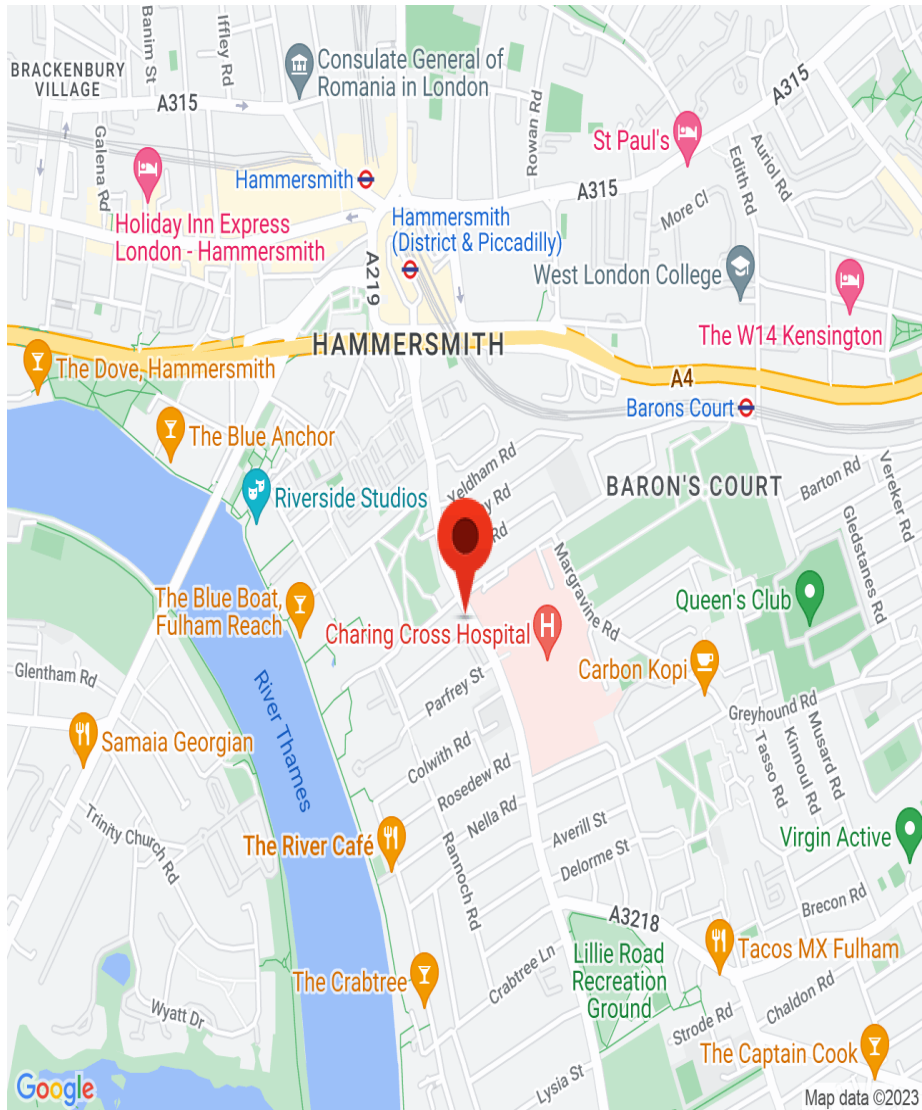 Banim St
Iffley Rd
Consulate General of
Romania in London
BRACKENBURY
VILLAGE
A315
A315
Rowan Rd
St Paul's
Galena Rd
Hammersmith
A315
Auriol Rd
Edith Rd
More Cl
Holiday Inn Express
London - Hammersmith
Hammersmith
(District & Piccadilly)
A219
West London College
The W14 Kensington
HAMMERSMITH
The Dove, Hammersmith
A4
Barons Court
The Blue Anchor
Yeldham Rd
BARON'S COURT
Barton Rd
Vereker Rd
Riverside Studios
Rd
Rd
Gledstanes Rd
Margravine Rd
The Blue Boat,
Fulham Reach
Queen's Club
Charing Cross Hospital
H
Glentham Rd
Parfrey St
Carbon Kopi
River Thames
Greyhound Rd
Musard Rd
Kinnoul Rd
Tasso Rd
Samaia Georgian
Colwith Rd
Rosedew Rd
Nella Rd
Trinity Church Rd
The River Café
Averill St
Delorme St
Virgin Active
Rannoch Rd
Brecon Rd
A3218
Tacos MX Fulham
Lillie Road
Recreation
Ground
The Crabtree
Crabtree Ln
Chaldon Rd
Strode Rd
Wyatt Dr
The Captain Cook
Lysia St
Google
Map data ©2023